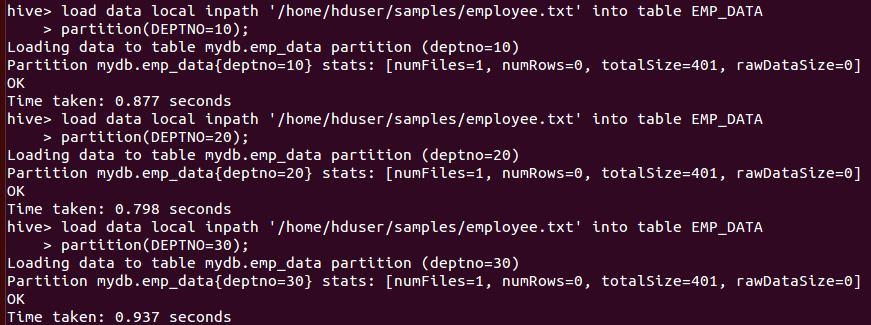 hive> load data local inpath '/home/hduser/samples/employee.txt' into table EMP_DATA
    > partition(DEPTNO=10);
Loading data to table mydb.emp_data partition (deptno=10)
Partition mydb.emp_data{deptno=10} stats: [numFiles=1, numRows=0, totalSize=401, rawDataSize=0]
OK
Time taken: 0.877 seconds
hive> load data local inpath '/home/hduser/samples/employee.txt' into table EMP_DATA
    > partition(DEPTNO=20);
Loading data to table mydb.emp_data partition (deptno=20)
Partition mydb.emp_data{deptno=20} stats: [numFiles=1, numRows=0, totalSize=401, rawDataSize=0]
OK
Time taken: 0.798 seconds
hive> load data local inpath '/home/hduser/samples/employee.txt' into table EMP_DATA
    > partition(DEPTNO=30);
Loading data to table mydb.emp_data partition (deptno=30)
Partition mydb.emp_data{deptno=30} stats: [numFiles=1, numRows=0, totalSize=401, rawDataSize=0]
OK
Time taken: 0.937 seconds